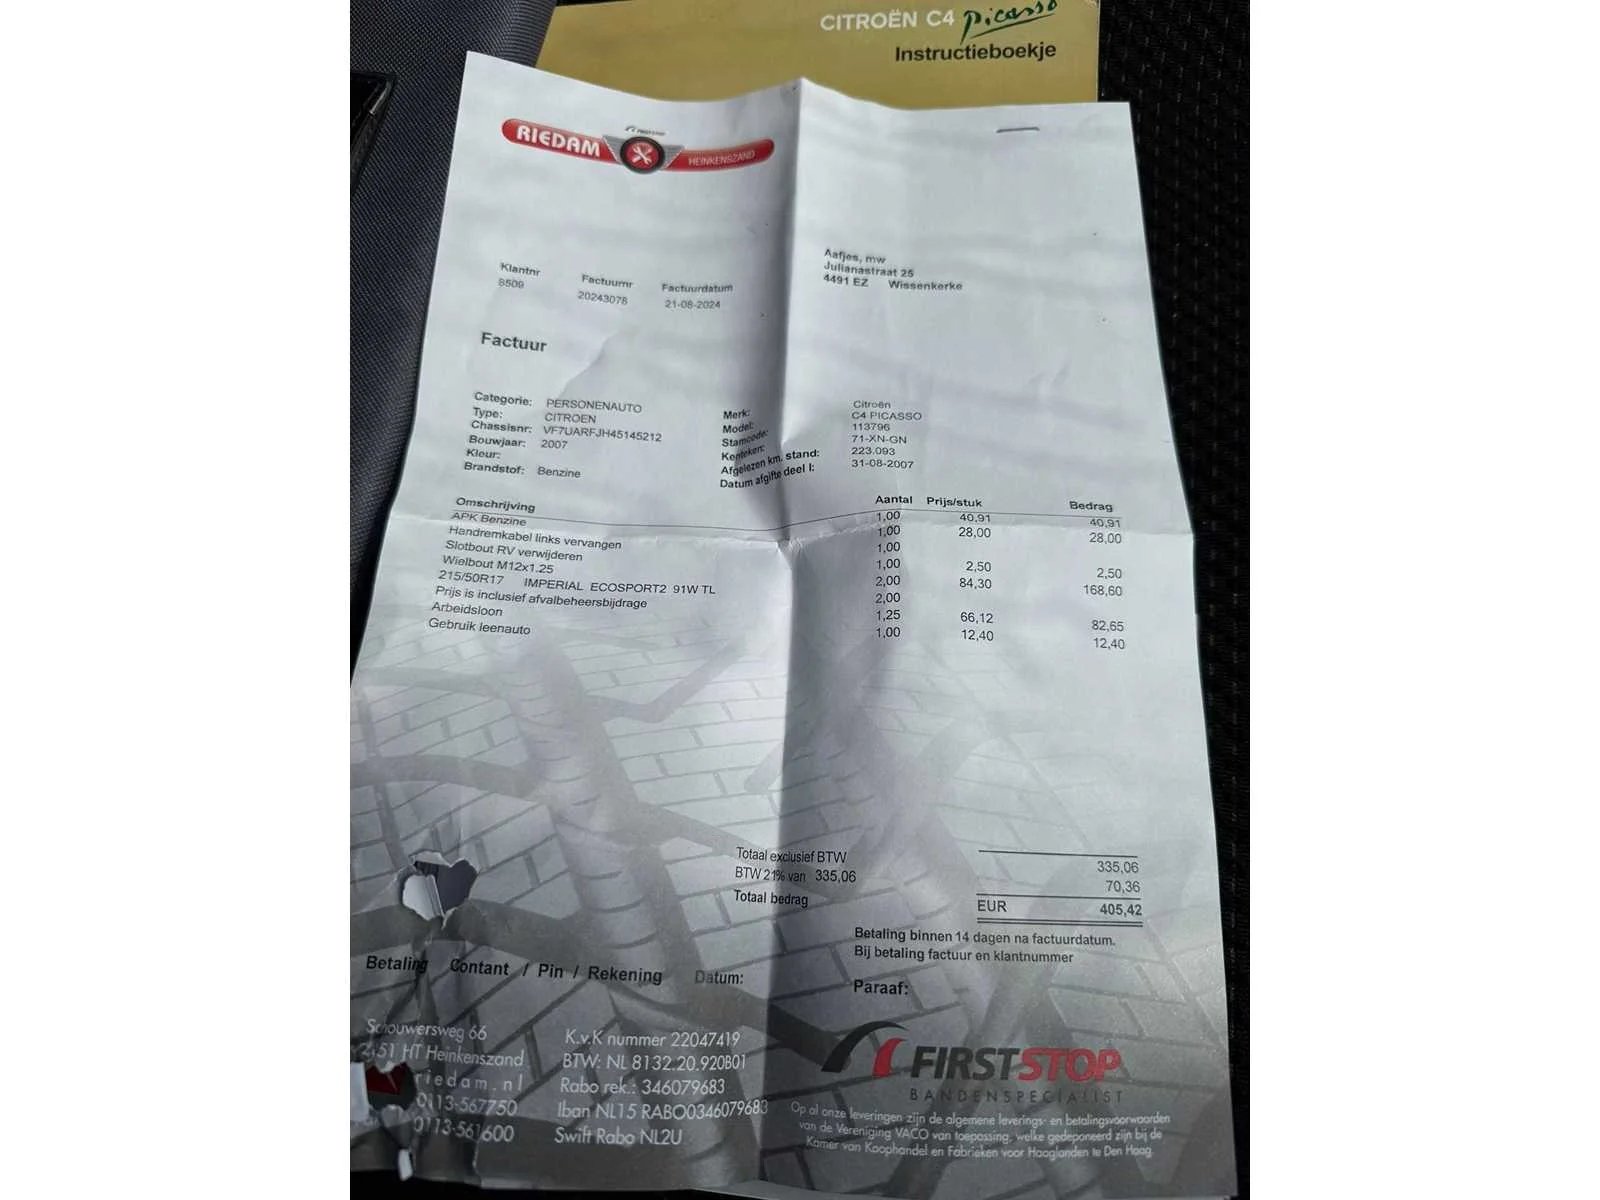 CITROËN C4 Picasso
Instructieboekje
FIRSTSTOP
RIEDAM HEINKENSZAND
Aafjes, mw
Julianastraat 25
4491 EZ Wissenkerke
Klantnr Factuurnr Factuurdatum
8509 20243078 21-08-2024
Factuur
Categorie: PERSONENAUTO
Type: CITROEN
Chassisnr: VF7UARFJH45145212
Bouwjaar: 2007
Kleur:
Brandstof: Benzine
Merk: Citroën
Model: C4 PICASSO
Stamcode: 113796
Kenteken: 71-XN-GN
Afgelezen km. stand: 223.093
Datum afgifte deel I: 31-08-2007
Omschrijving Aantal Prijs/stuk Bedrag
APK Benzine 1,00 40,91 40,91
Handremkabel links vervangen 1,00 28,00 28,00
Slotbout RV verwijderen 1,00
Wielbout M12x1.25 1,00 2,50 2,50
215/50R17 IMPERIAL ECOSPORT2 91W TL 2,00 84,30 168,60
Prijs is inclusief afvalbeheersbijdrage 2,00
Arbeidsloon 1,25 66,12 82,65
Gebruik leenauto 1,00 12,40 12,40
Totaal exclusief BTW 335,06
BTW 21% van 335,06 70,36
Totaal bedrag EUR 405,42
Betaling binnen 14 dagen na factuurdatum.
Bij betaling factuur en klantnummer
Betaling Contant / Pin / Rekening Datum: Paraaf:
Schouwersweg 66
51 HT Heinkenszand
riedam.nl
0113-567750
0113-561600
K.v.K nummer 22047419
BTW: NL 8132.20.920B01
Rabo rek.: 346079683
Iban NL15 RABO0346079683
Swift Rabo NL2U
FIRSTSTOP
BANDENSPECIALIST
Op al onze leveringen zijn de algemene leverings- en betalingsvoorwaarden
van de Vereniging VACO van toepassing, welke gedeponeerd zijn bij de
Kamer van Koophandel en Fabrieken voor Haaglanden te Den Haag.